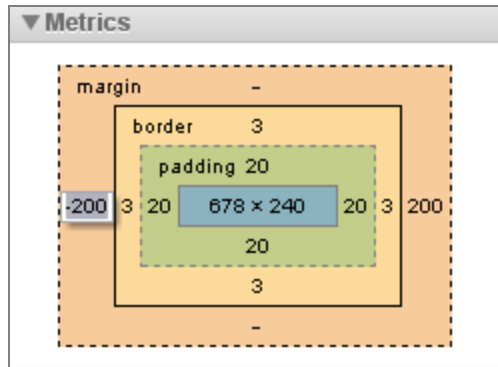 Metrics
margin -
border 3
padding 20
-200 3 20 678 × 240 20 3 200
20
3
-